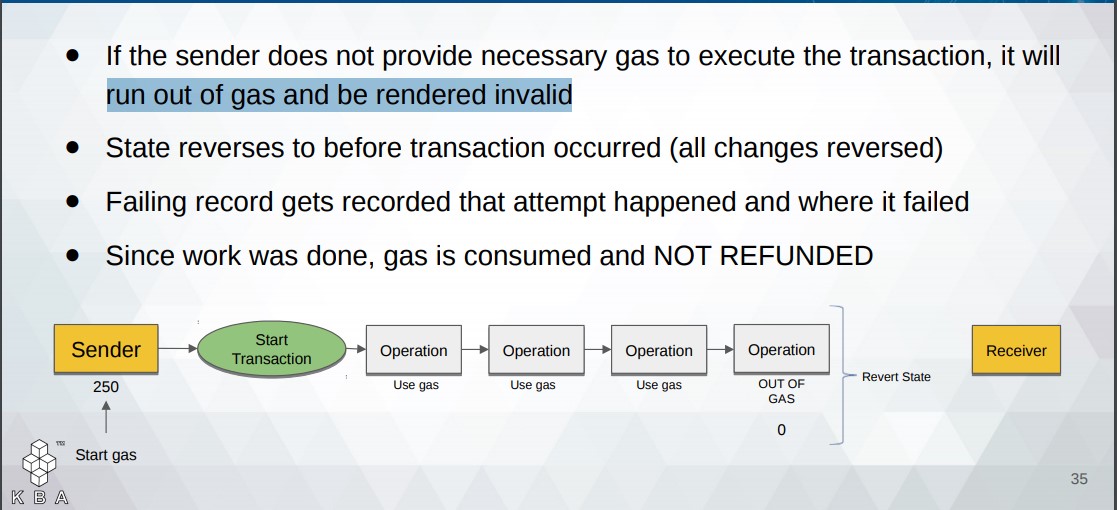 If the sender does not provide necessary gas to execute the transaction, it will
run out of gas and be rendered invalid
State reverses to before transaction occurred (all changes reversed)
Failing record gets recorded that attempt happened and where it failed
Since work was done, gas is consumed and NOT REFUNDED
Sender
Start
Transaction
Operation
Operation
Operation
Operation
Receiver
250
Use gas
Use gas
Use gas
OUT OF
GAS
0
Revert State
Start gas
TM
K B A
35